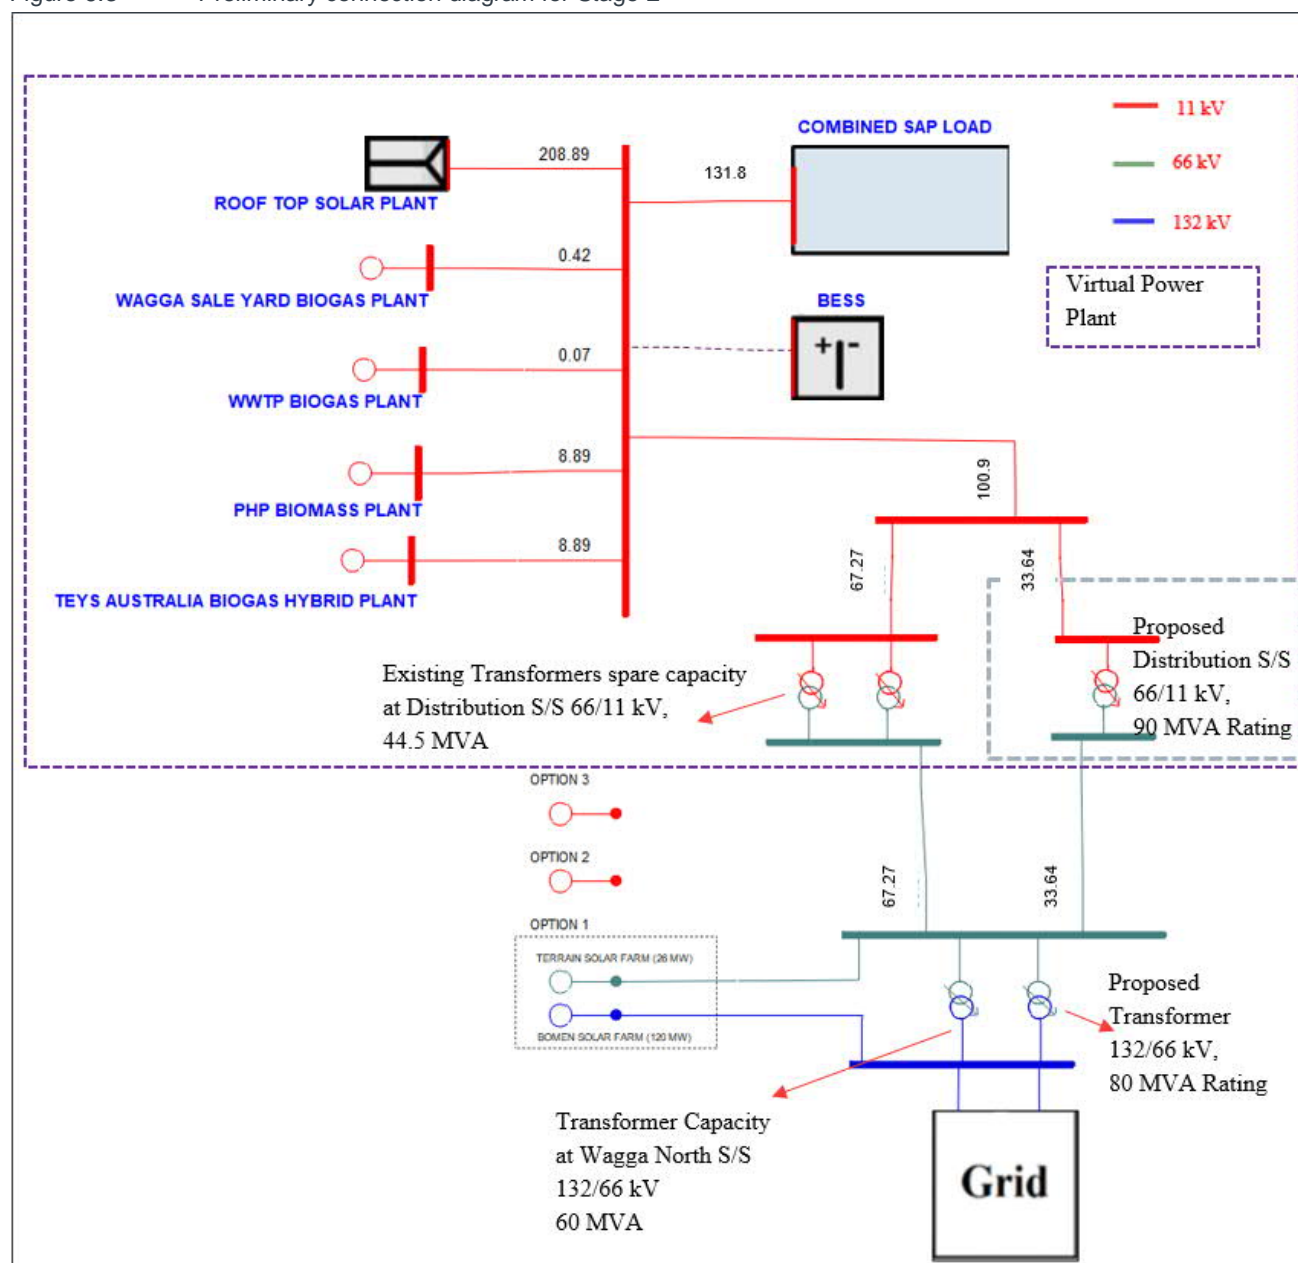 Figure 3.3 Preliminary connection diagram for Stage 2
11 kV
COMBINED SAP LOAD
208.89
131.8
66 kV
ROOF TOP SOLAR PLANT
132 kV
0.42
WAGGA SALE YARD BIOGAS PLANT
BESS
Virtual Power
Plant
+ -
0.07
WWTP BIOGAS PLANT
8.89
100.9
PHP BIOMASS PLANT
8.89
67.27
33.64
TEYS AUSTRALIA BIOGAS HYBRID PLANT
Proposed
Distribution S/S
66/11 kV,
90 MVA Rating
Existing Transformers spare capacity
at Distribution S/S 66/11 kV,
44.5 MVA
OPTION 3
OPTION 2
67.27
33.64
OPTION 1
TERRAIN SOLAR FARM (26 MW)
BOMEN SOLAR FARM (120 MW)
Proposed
Transformer
132/66 kV,
80 MVA Rating
Transformer Capacity
at Wagga North S/S
132/66 kV
60 MVA
Grid